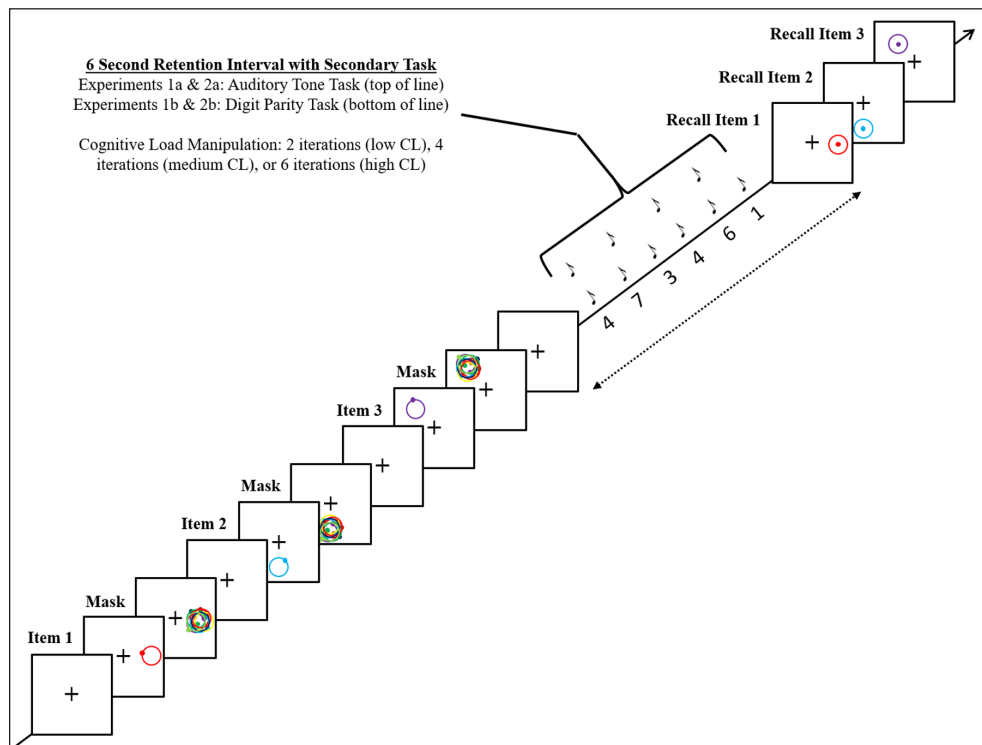 6 Second Retention Interval with Secondary Task
Experiments 1a & 2a: Auditory Tone Task (top of line)
Experiments 1b & 2b: Digit Parity Task (bottom of line)
Cognitive Load Manipulation: 2 iterations (low CL), 4
iterations (medium CL), or 6 iterations (high CL)
Recall Item 3
Recall Item 2
Recall Item 1
4 7 3 4 6 1
Mask
Item 3
Mask
Item 2
Mask
Item 1